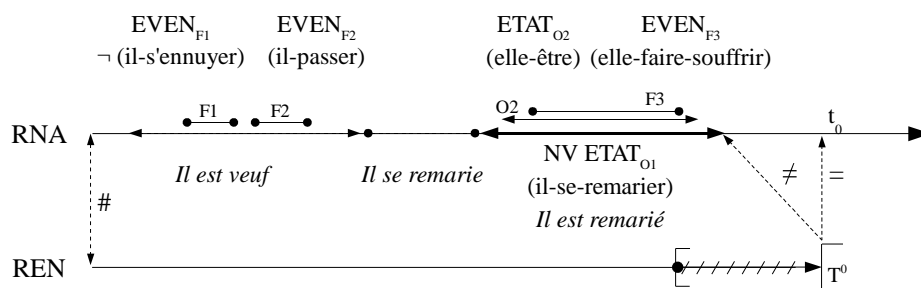 EVEN_F1 EVEN_F2 ETAT_O2 EVEN_F3
¬ (il-s'ennuyer) (il-passer) (elle-être) (elle-faire-souffrir)
F1 F2 O2 F3 t_0
RNA
Il est veuf Il se remarie NV ETAT_O1 ≠ =
# (il-se-remarier)
Il est remarié
REN T⁰